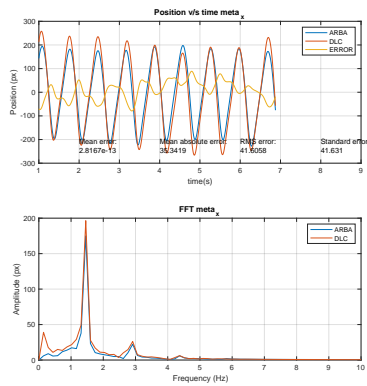 Position v/s time meta_x
300
200
100
0
-100
-200
-300
Position (px)
ARBA
DLC
ERROR
Mean error:
2.8167e-13
Mean absolute error:
35.3419
RMS error:
41.6058
Standard error
41.631
1 2 3 4 5 6 7 8 9
time(s)
FFT meta_x
200
150
100
50
0
Amplitude (px)
ARBA
DLC
0 1 2 3 4 5 6 7 8 9 10
Frequency (Hz)